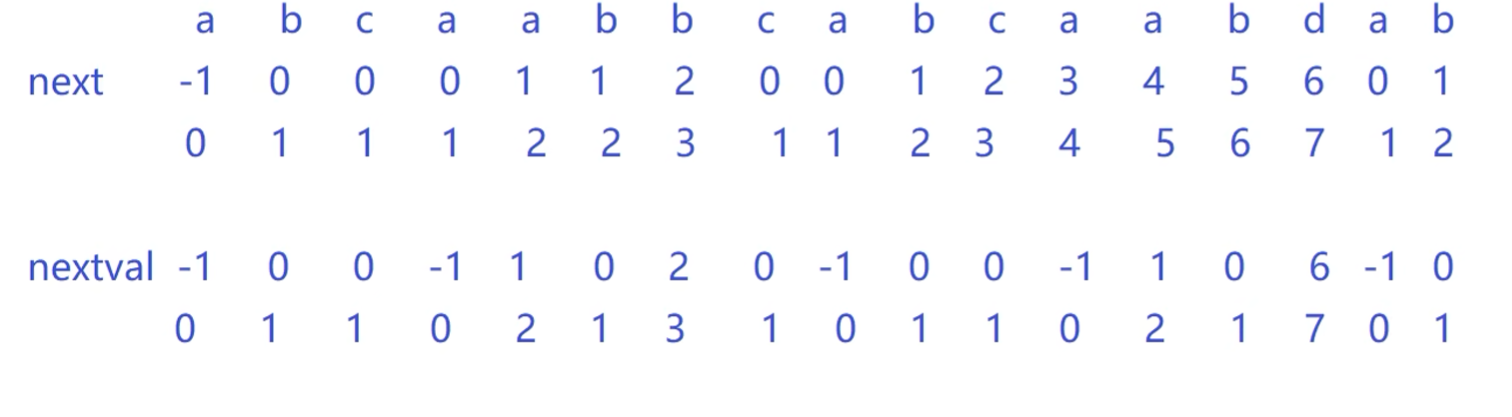 a b c a a b b c a b c a a b d a b
next -1 0 0 0 1 1 2 0 0 1 2 3 4 5 6 0 1
0 1 1 1 2 2 3 1 1 2 3 4 5 6 7 1 2
nextval -1 0 0 -1 1 0 2 0 -1 0 0 -1 1 0 6 -1 0
0 1 1 0 2 1 3 1 0 1 1 0 2 1 7 0 1